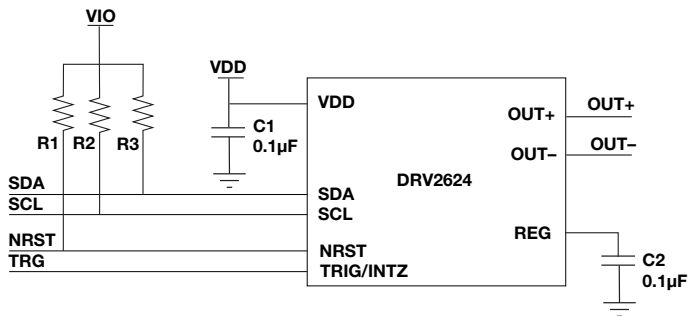 VIO
VDD
R1 R2 R3
C1
0.1µF
VDD
OUT+ OUT+
OUT– OUT–
DRV2624
SDA SDA
SCL SCL
REG
NRST NRST
TRG TRIG/INTZ
C2
0.1µF